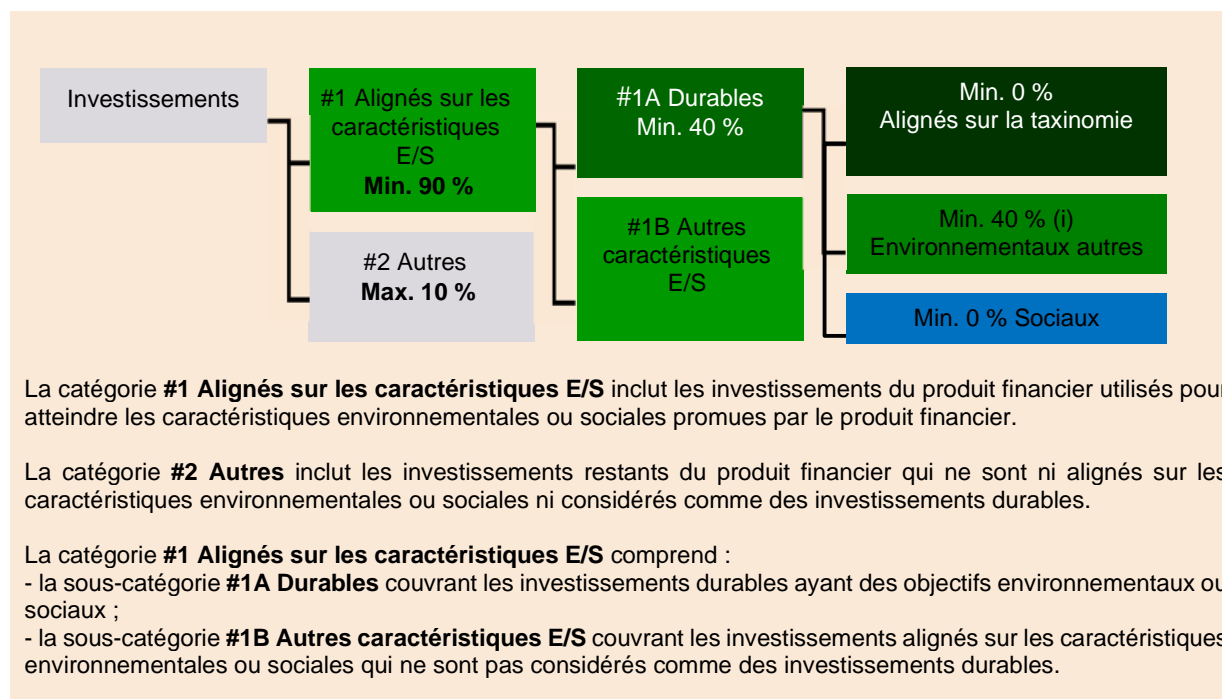 Investissements
#1 Alignés sur les
caractéristiques
E/S
Min. 90 %
#2 Autres
Max. 10 %
#1A Durables
Min. 40 %
#1B Autres
caractéristiques
E/S
Min. 0 %
Alignés sur la taxinomie
Min. 40 % (i)
Environnementaux autres
Min. 0 % Sociaux
La catégorie #1 Alignés sur les caractéristiques E/S inclut les investissements du produit financier utilisés pour
atteindre les caractéristiques environnementales ou sociales promues par le produit financier.
La catégorie #2 Autres inclut les investissements restants du produit financier qui ne sont ni alignés sur les
caractéristiques environnementales ou sociales ni considérés comme des investissements durables.
La catégorie #1 Alignés sur les caractéristiques E/S comprend :
- la sous-catégorie #1A Durables couvrant les investissements durables ayant des objectifs environnementaux ou
sociaux ;
- la sous-catégorie #1B Autres caractéristiques E/S couvrant les investissements alignés sur les caractéristiques
environnementales ou sociales qui ne sont pas considérés comme des investissements durables.